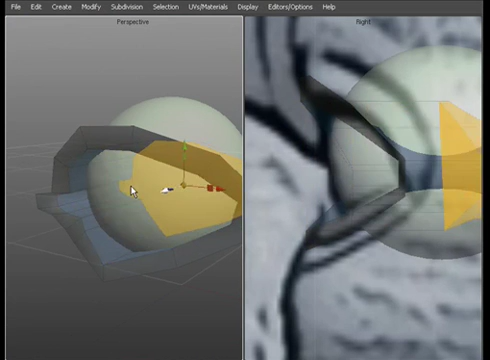 File Edit Create Modify Subdivision Selection UVs/Materials Display Editors/Options Help
Perspective Right